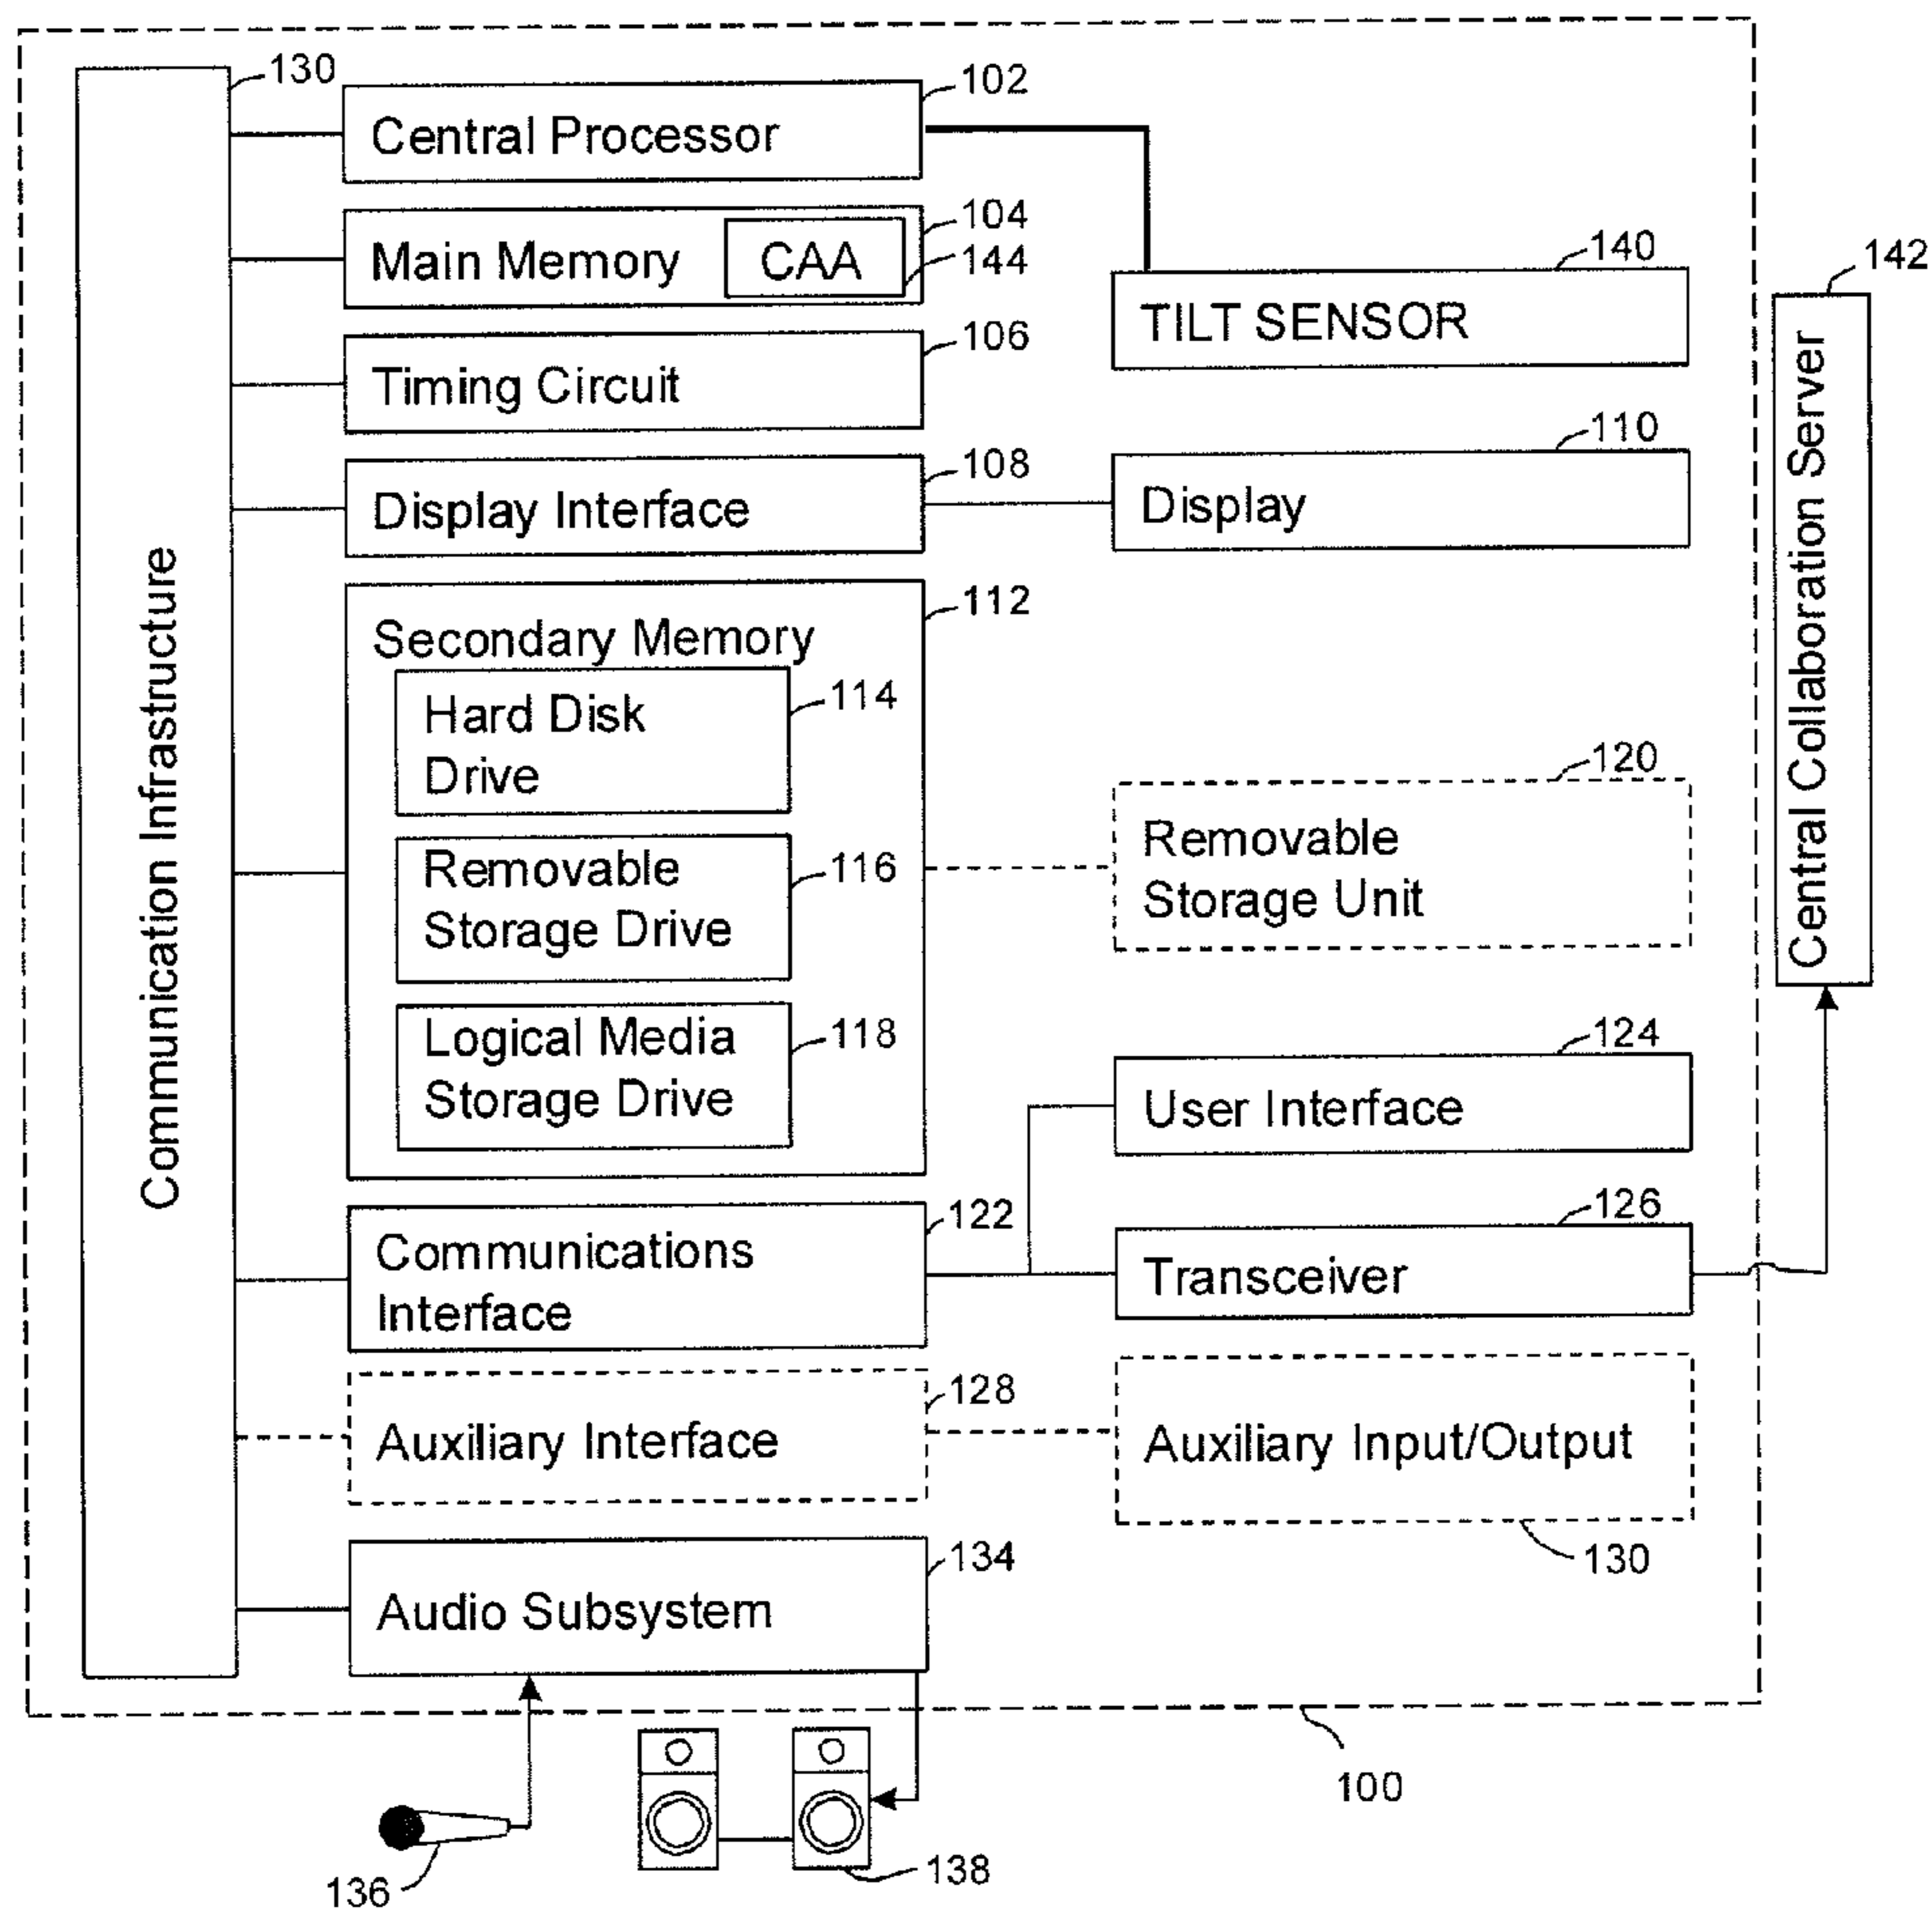 130
102
Central Processor
104
Main Memory
CAA
144
140
TILT SENSOR
142
Central Collaboration Server
106
Timing Circuit
108
Display Interface
110
Display
Communication Infrastructure
112
Secondary Memory
114
Hard Disk
Drive
116
Removable
Storage Drive
120
Removable
Storage Unit
118
Logical Media
Storage Drive
124
User Interface
122
Communications
Interface
126
Transceiver
128
Auxiliary Interface
Auxiliary Input/Output
130
134
Audio Subsystem
100
136
138